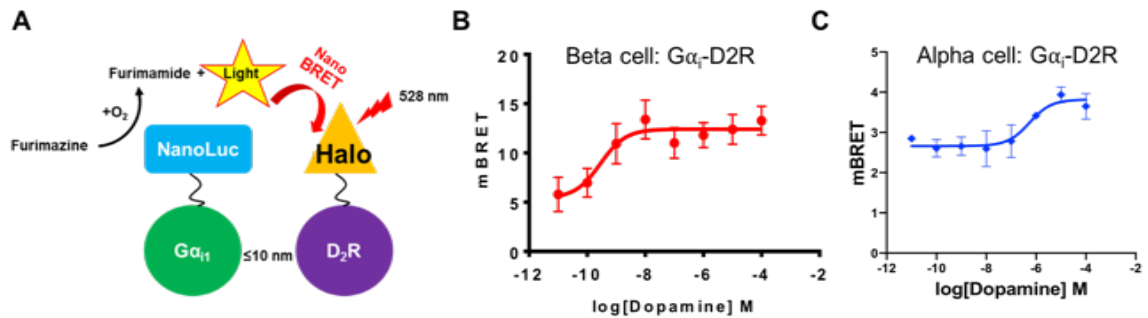 A
Furimamide +
Light
Nano
BRET
528 nm
+O₂
Furimazine
NanoLuc
Halo
Gα
i1
≤10 nm
D₂R
B
Beta cell: Gαᵢ-D2R
20
15
10
5
0
mBRET
-12 -10 -8 -6 -4 -2
log[Dopamine] M
C
Alpha cell: Gαᵢ-D2R
5
4
3
2
1
0
mBRET
-12 -10 -8 -6 -4 -2
log[Dopamine] M